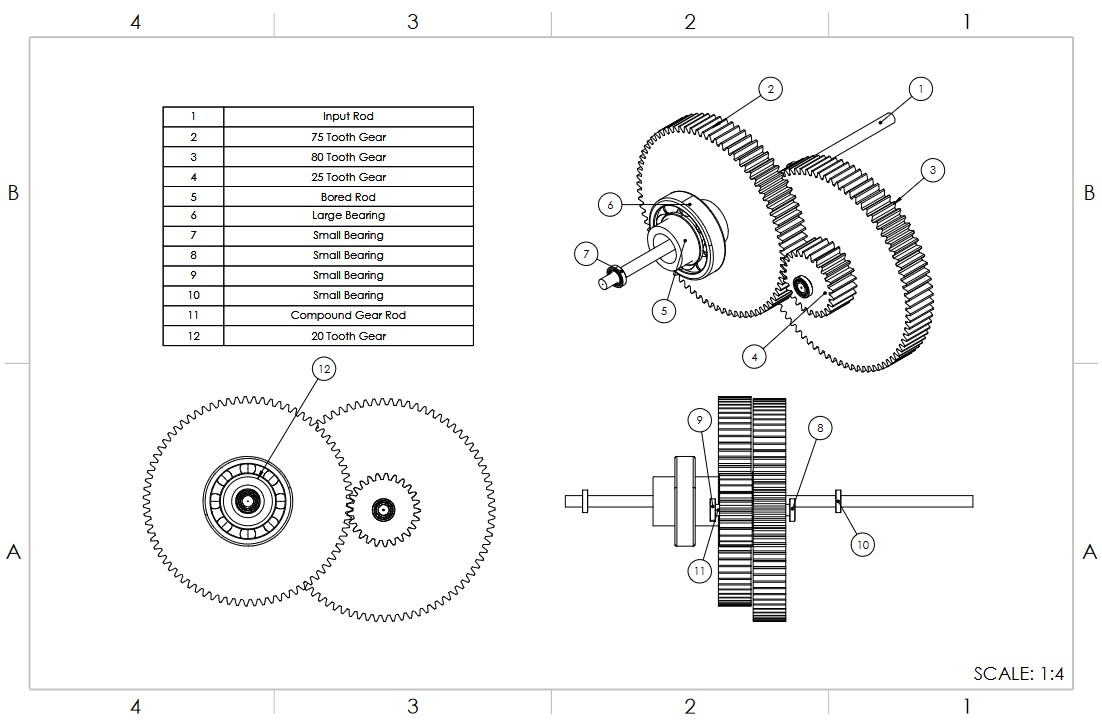 4 3 2 1
B B
1 Input Rod
2 75 Tooth Gear
3 80 Tooth Gear
4 25 Tooth Gear
5 Bored Rod
6 Large Bearing
7 Small Bearing
8 Small Bearing
9 Small Bearing
10 Small Bearing
11 Compound Gear Rod
12 20 Tooth Gear
2
1
3
6
7
5
4
12
9
8
10
11
A A
SCALE: 1:4
4 3 2 1